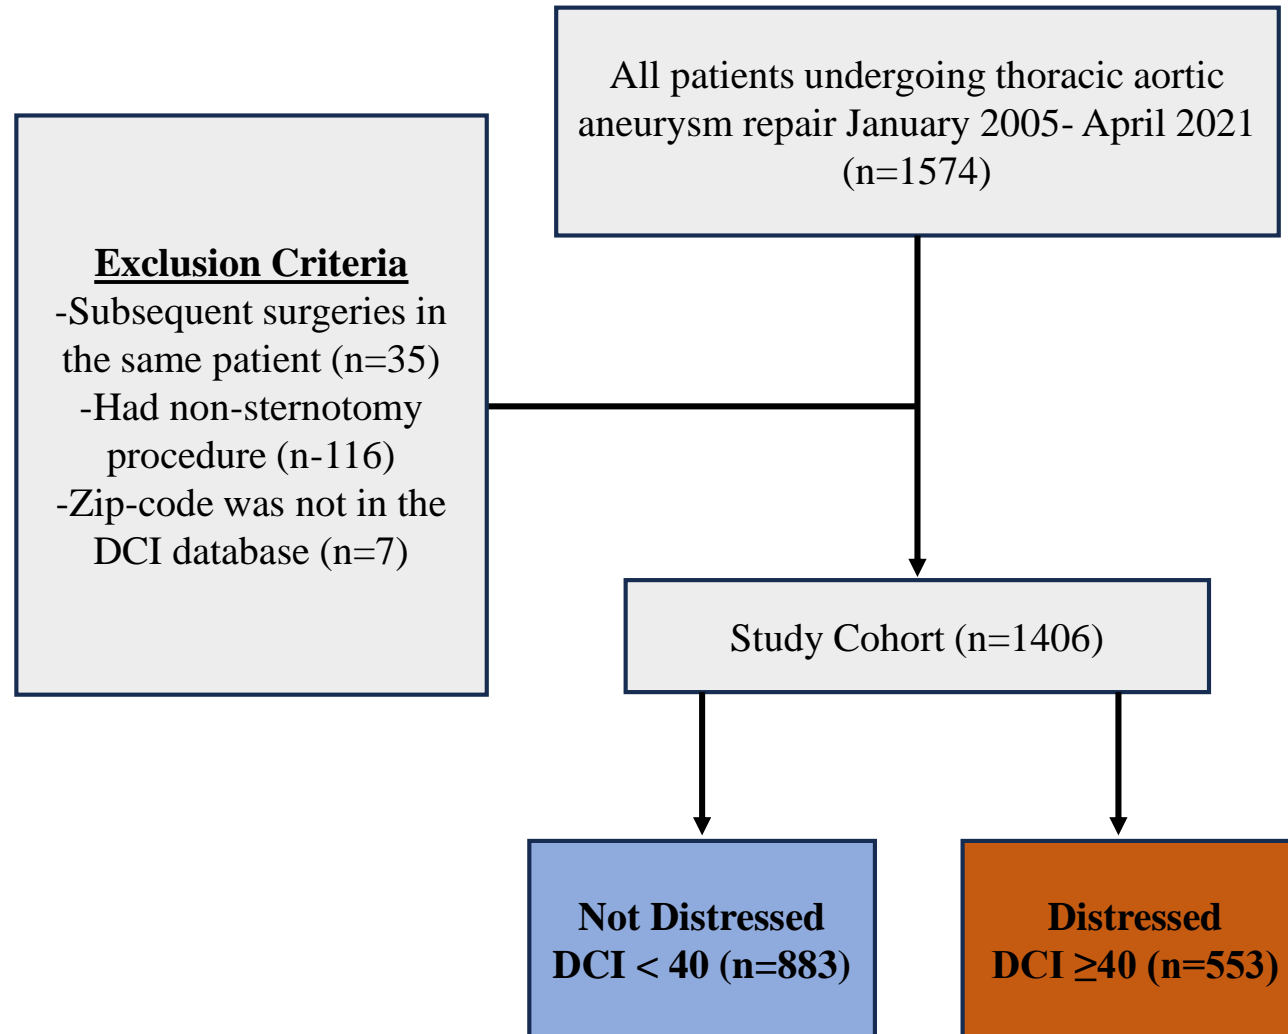 All patients undergoing thoracic aortic
aneurysm repair January 2005- April 2021
(n=1574)
Exclusion Criteria
-Subsequent surgeries in
the same patient (n=35)
-Had non-sternotomy
procedure (n-116)
-Zip-code was not in the
DCI database (n=7)
Study Cohort (n=1406)
Not Distressed
DCI < 40 (n=883)
Distressed
DCI ≥40 (n=553)